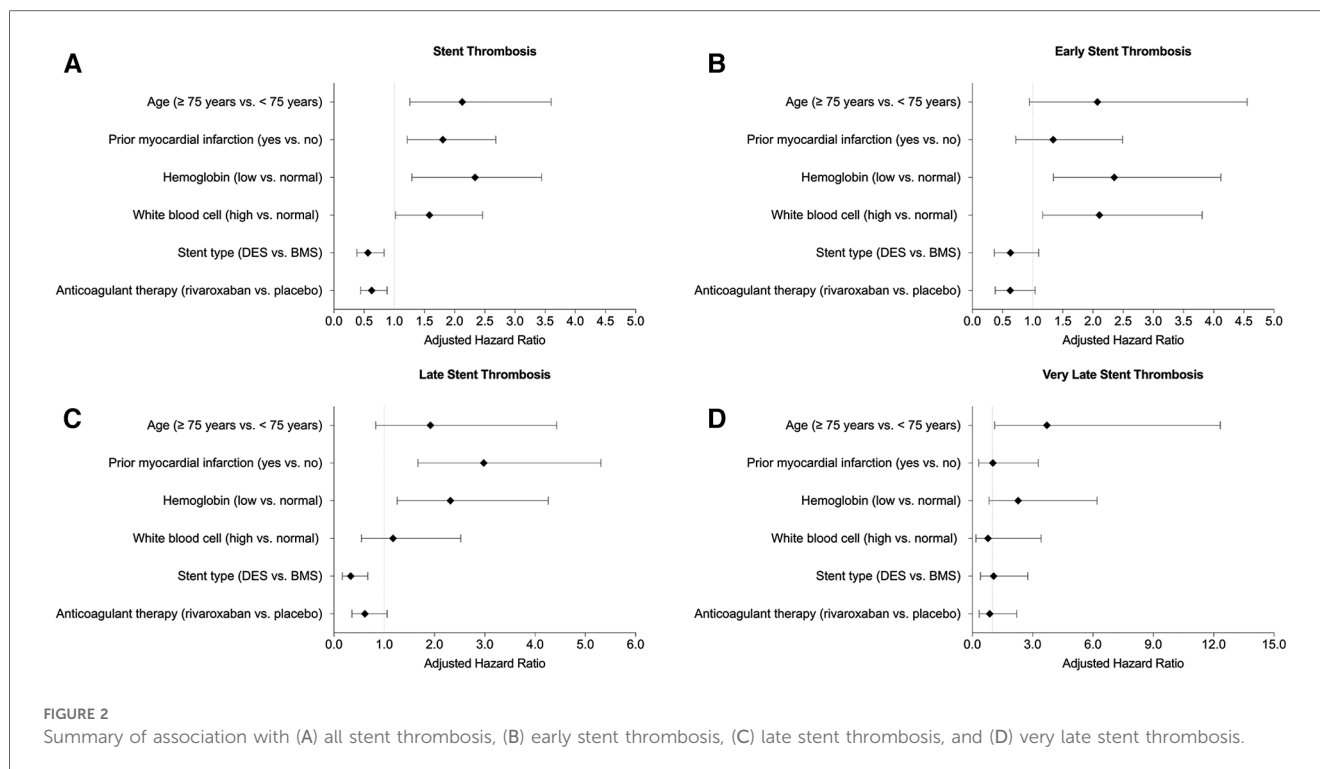 A
Stent Thrombosis
Age (≥ 75 years vs. < 75 years)
Prior myocardial infarction (yes vs. no)
Hemoglobin (low vs. normal)
White blood cell (high vs. normal)
Stent type (DES vs. BMS)
Anticoagulant therapy (rivaroxaban vs. placebo)
0.0 0.5 1.0 1.5 2.0 2.5 3.0 3.5 4.0 4.5 5.0
Adjusted Hazard Ratio
B
Early Stent Thrombosis
Age (≥ 75 years vs. < 75 years)
Prior myocardial infarction (yes vs. no)
Hemoglobin (low vs. normal)
White blood cell (high vs. normal)
Stent type (DES vs. BMS)
Anticoagulant therapy (rivaroxaban vs. placebo)
0.0 0.5 1.0 1.5 2.0 2.5 3.0 3.5 4.0 4.5 5.0
Adjusted Hazard Ratio
C
Late Stent Thrombosis
Age (≥ 75 years vs. < 75 years)
Prior myocardial infarction (yes vs. no)
Hemoglobin (low vs. normal)
White blood cell (high vs. normal)
Stent type (DES vs. BMS)
Anticoagulant therapy (rivaroxaban vs. placebo)
0.0 1.0 2.0 3.0 4.0 5.0 6.0
Adjusted Hazard Ratio
D
Very Late Stent Thrombosis
Age (≥ 75 years vs. < 75 years)
Prior myocardial infarction (yes vs. no)
Hemoglobin (low vs. normal)
White blood cell (high vs. normal)
Stent type (DES vs. BMS)
Anticoagulant therapy (rivaroxaban vs. placebo)
0.0 3.0 6.0 9.0 12.0 15.0
Adjusted Hazard Ratio
FIGURE 2
Summary of association with (A) all stent thrombosis, (B) early stent thrombosis, (C) late stent thrombosis, and (D) very late stent thrombosis.